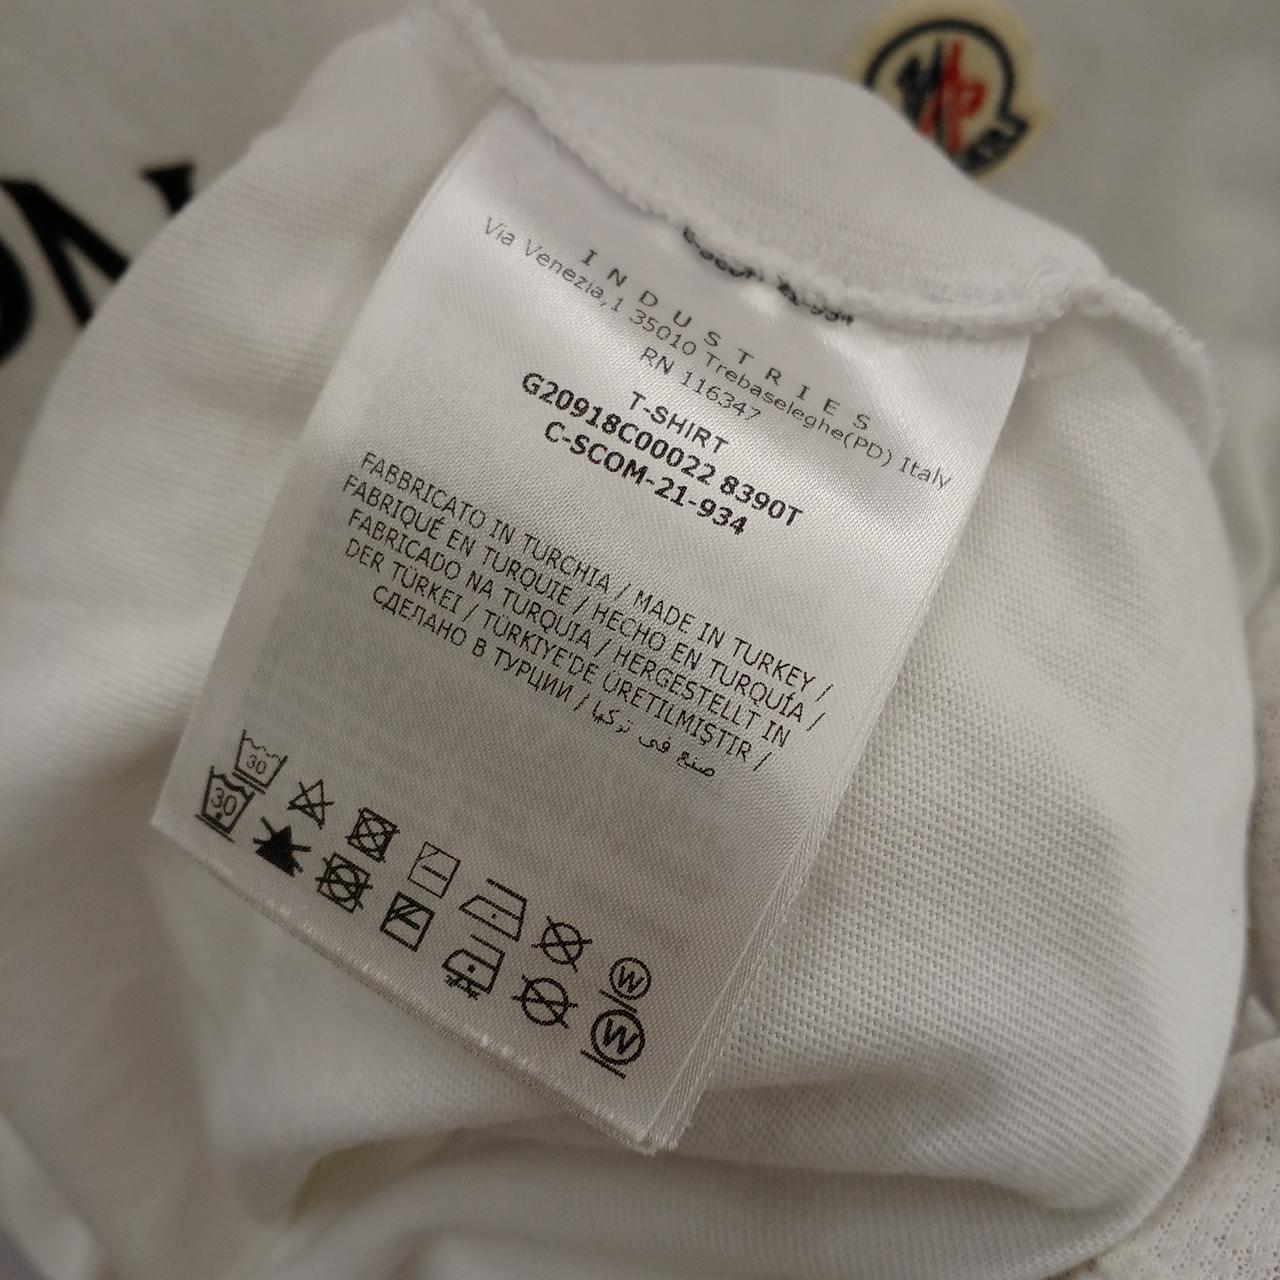 INDUSTRIES
Via Venezia,1 35010 Trebaseleghe(PD) Italy
RN 116347
T-SHIRT
G20918C00022 8390T
C-SCOM-21-934
FABBRICATO IN TURCHIA / MADE IN TURKEY /
FABRIQUÉ EN TURQUIE / HECHO EN TURQUÍA /
FABRICADO NA TURQUIA / HERGESTELLT IN
DER TÜRKEI / TÜRKIYE'DE ÜRETILMIŞTIR /
СДЕЛАНО В ТУРЦИИ / صنع في تركيا
30
30
W
W